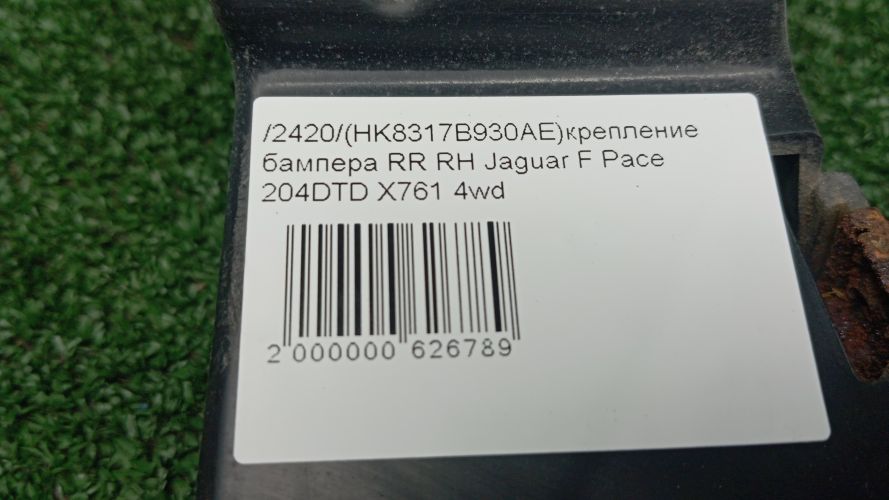 /2420/(HK8317B930AE)крепление
бампера RR RH Jaguar F Pace
204DTD X761 4wd
2 000000 626789